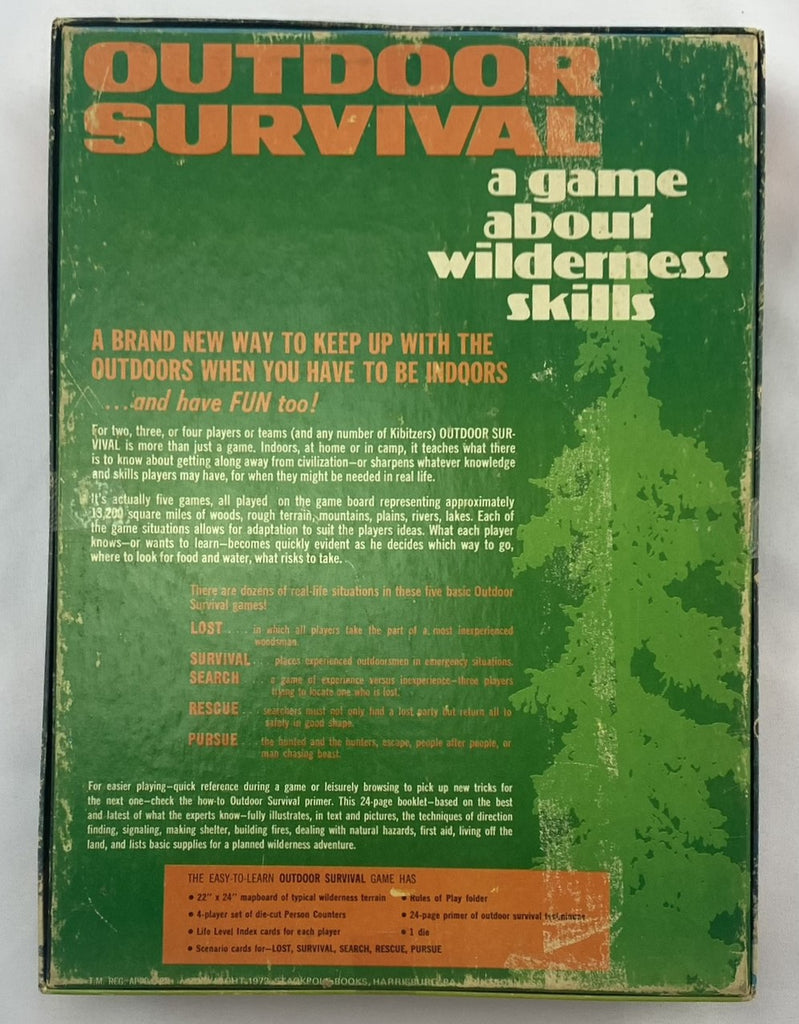 OUTDOOR
SURVIVAL
a game
about
wilderness
skills
A BRAND NEW WAY TO KEEP UP WITH THE
OUTDOORS WHEN YOU HAVE TO BE INDOORS
...and have FUN too!
For two, three, or four players or teams (and any number of Kibitzers) OUTDOOR SUR-
VIVAL is more than just a game. Indoors, at home or in camp, it teaches what there
is to know about getting along away from civilization—or sharpens whatever knowledge
and skills players may have, for when they might be needed in real life.
It's actually five games, all played on the game board representing approximately
13,200 square miles of woods, rough terrain, mountains, plains, rivers, lakes. Each of
the game situations allows for adaptation to suit the players ideas. What each player
knows—or wants to learn—becomes quickly evident as he decides which way to go,
where to look for food and water, what risks to take.
There are dozens of real-life situations in these five basic Outdoor
Survival games!
LOST .... in which all players take the part of a most inexperienced
woodsman.
SURVIVAL ... places experienced outdoorsmen in emergency situations.
SEARCH ... a game of experience versus inexperience—three players
trying to locate one who is lost.
RESCUE ... searchers must not only find a lost party but return all to
safety in good shape.
PURSUE ... the hunted and the hunters, escape, people after people, or
man chasing beast.
For easier playing—quick reference during a game or leisurely browsing to pick up new tricks for
the next one—check the how-to Outdoor Survival primer. This 24-page booklet—based on the best
and latest of what the experts know—fully illustrates, in text and pictures, the techniques of direction
finding, signaling, making shelter, building fires, dealing with natural hazards, first aid, living off the
land, and lists basic supplies for a planned wilderness adventure.
THE EASY-TO-LEARN OUTDOOR SURVIVAL GAME HAS
• 22" x 24" mapboard of typical wilderness terrain
• 4-player set of die-cut Person Counters
• Life Level Index cards for each player
• Scenario cards for—LOST, SURVIVAL, SEARCH, RESCUE, PURSUE
• Rules of Play folder
• 24-page primer of outdoor survival techniques
• 1 die
T.M. REG. 1972 STACKPOLE BOOKS, HARRISBURG, PA.